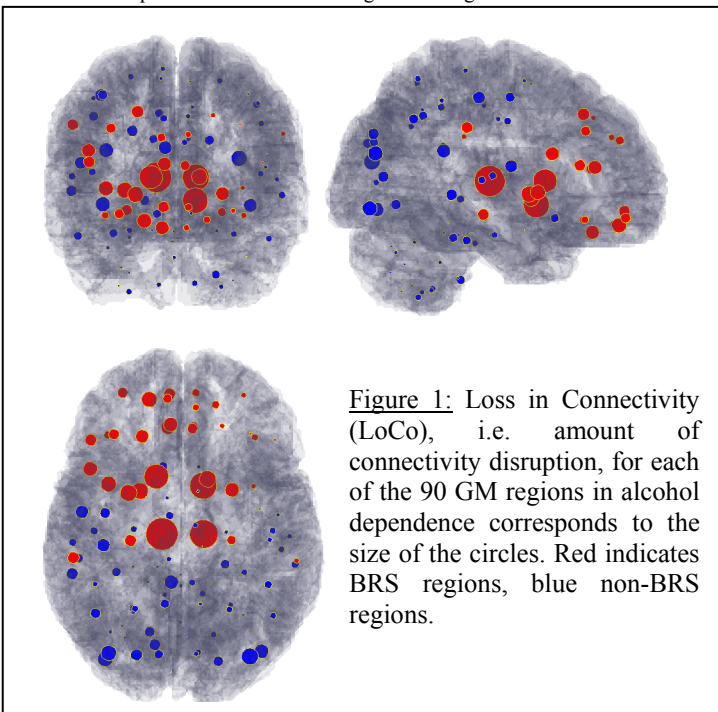 Figure 1: Loss in Connectivity
(LoCo), i.e. amount of
connectivity disruption, for each
of the 90 GM regions in alcohol
dependence corresponds to the
size of the circles. Red indicates
BRS regions, blue non-BRS
regions.